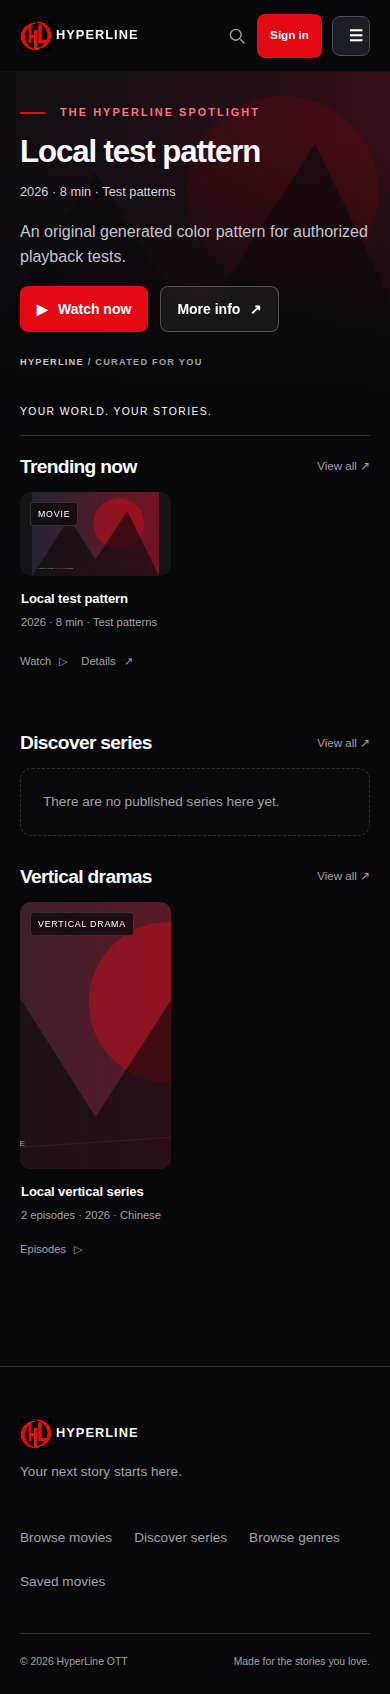 HYPERLINE
Sign in
☰
THE HYPERLINE SPOTLIGHT
Local test pattern
2026 · 8 min · Test patterns
An original generated color pattern for authorized
playback tests.
▶ Watch now
More info ↗
HYPERLINE / CURATED FOR YOU
YOUR WORLD. YOUR STORIES.
Trending now
View all ↗
MOVIE
Local test pattern
2026 · 8 min · Test patterns
Watch ▷ Details ↗
Discover series
View all ↗
There are no published series here yet.
Vertical dramas
View all ↗
VERTICAL DRAMA
E
Local vertical series
2 episodes · 2026 · Chinese
Episodes ▷
HYPERLINE
Your next story starts here.
Browse movies Discover series Browse genres
Saved movies
© 2026 HyperLine OTT
Made for the stories you love.